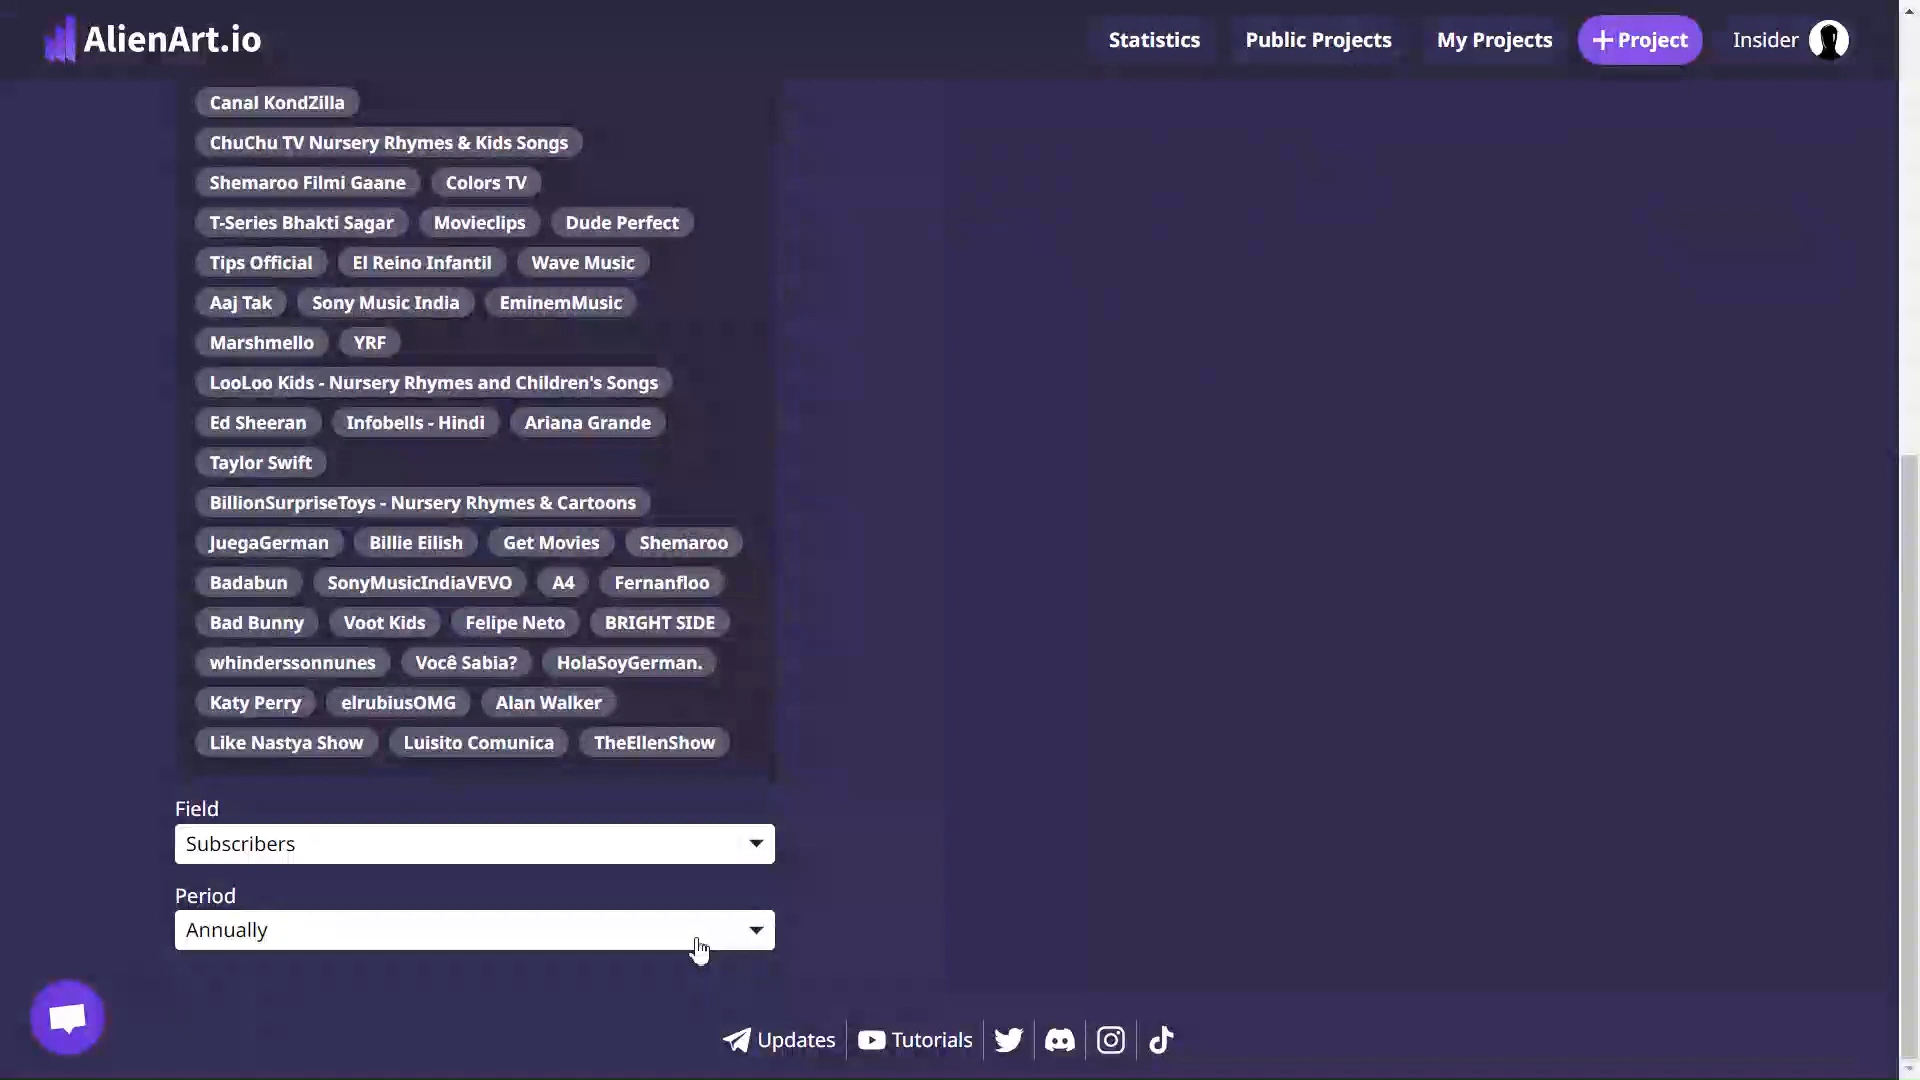 AlienArt.io
Statistics
Public Projects
My Projects
+ Project
Insider
Canal KondZilla
ChuChu TV Nursery Rhymes & Kids Songs
Shemaroo Filmi Gaane
Colors TV
T-Series Bhakti Sagar
Movieclips
Dude Perfect
Tips Official
El Reino Infantil
Wave Music
Aaj Tak
Sony Music India
EminemMusic
Marshmello
YRF
LooLoo Kids - Nursery Rhymes and Children's Songs
Ed Sheeran
Infobells - Hindi
Ariana Grande
Taylor Swift
BillionSurpriseToys - Nursery Rhymes & Cartoons
JuegaGerman
Billie Eilish
Get Movies
Shemaroo
Badabun
SonyMusicIndiaVEVO
A4
Fernanfloo
Bad Bunny
Voot Kids
Felipe Neto
BRIGHT SIDE
whinderssonnunes
Você Sabia?
HolaSoyGerman.
Katy Perry
elrubiusOMG
Alan Walker
Like Nastya Show
Luisito Comunica
TheEllenShow
Field
Subscribers
Period
Annually
Updates
Tutorials